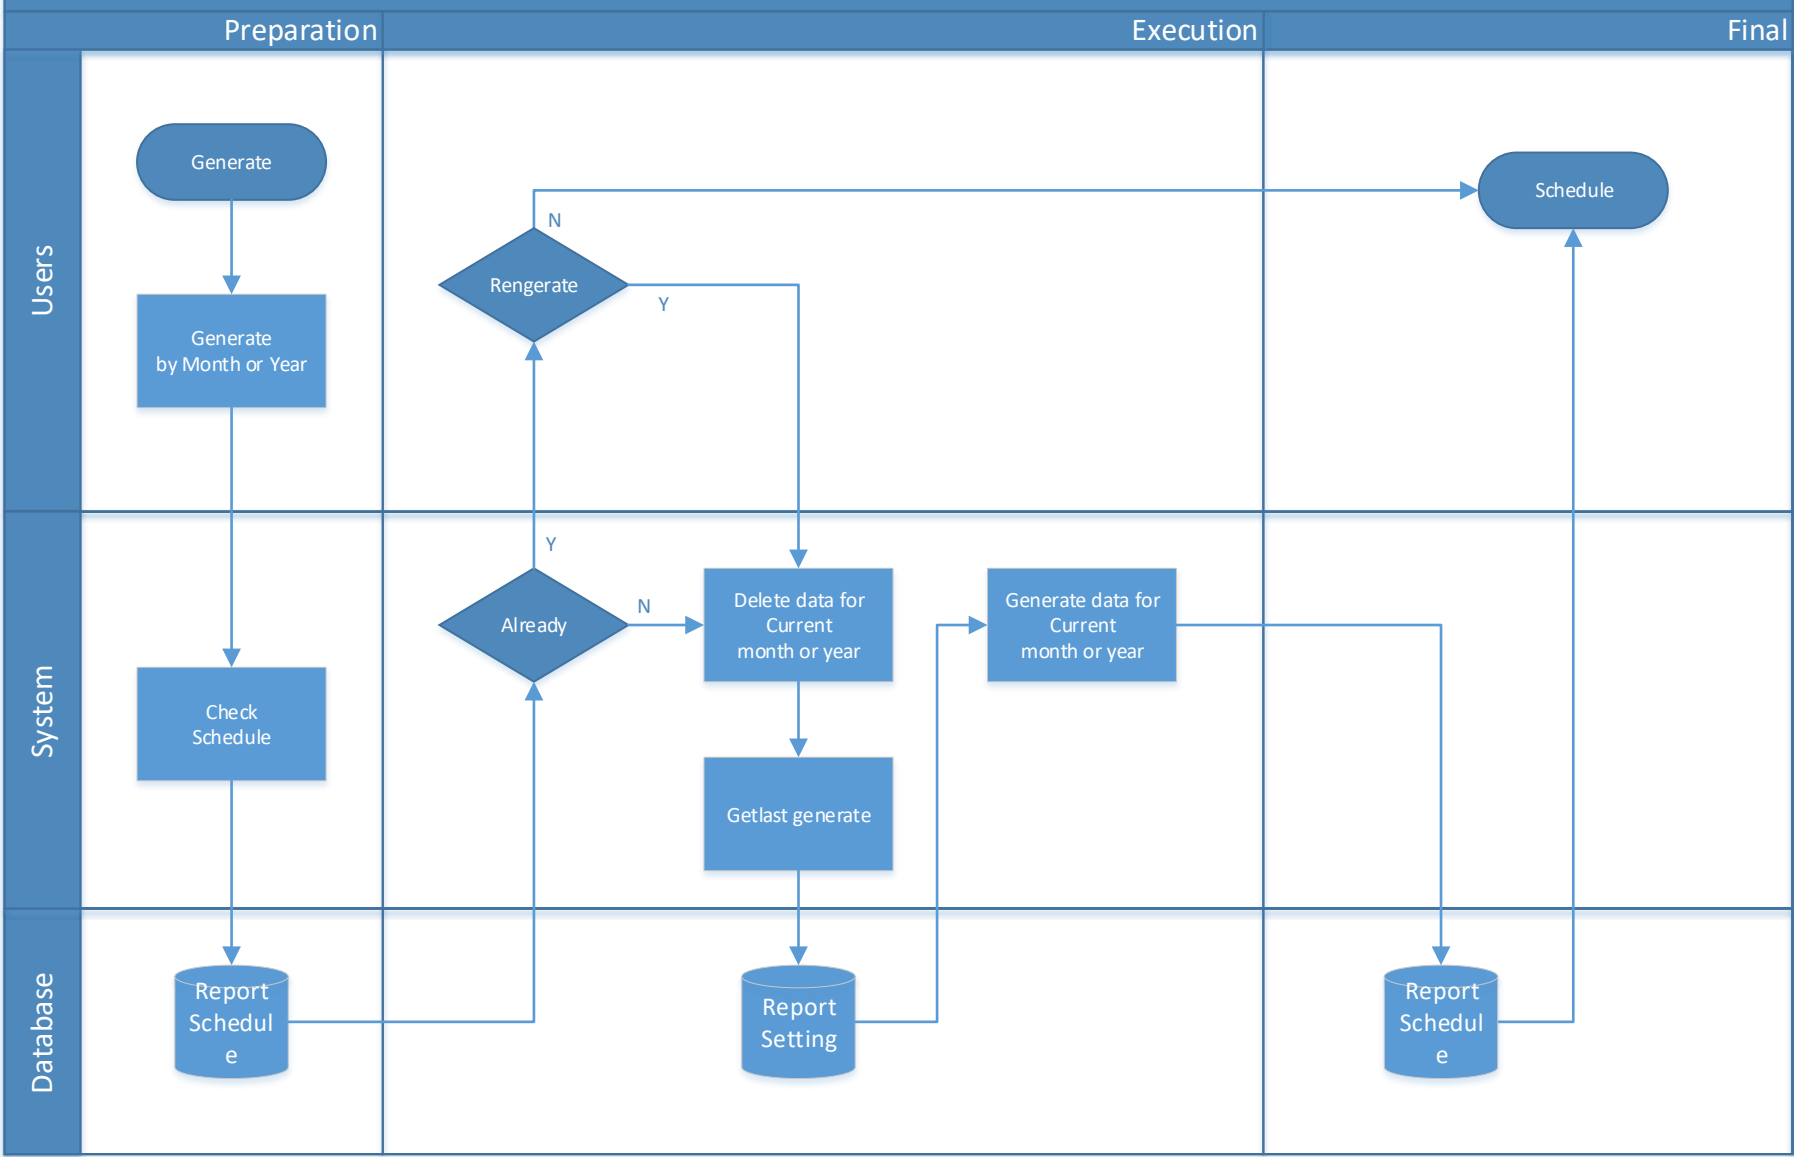 Preparation
Execution
Final
Users
Generate
Generate
by Month or Year
N
Rengerate
Y
Schedule
System
Check
Schedule
Y
Already
N
Delete data for
Current
month or year
Getlast generate
Generate data for
Current
month or year
Database
Report
Schedul
e
Report
Setting
Report
Schedul
e